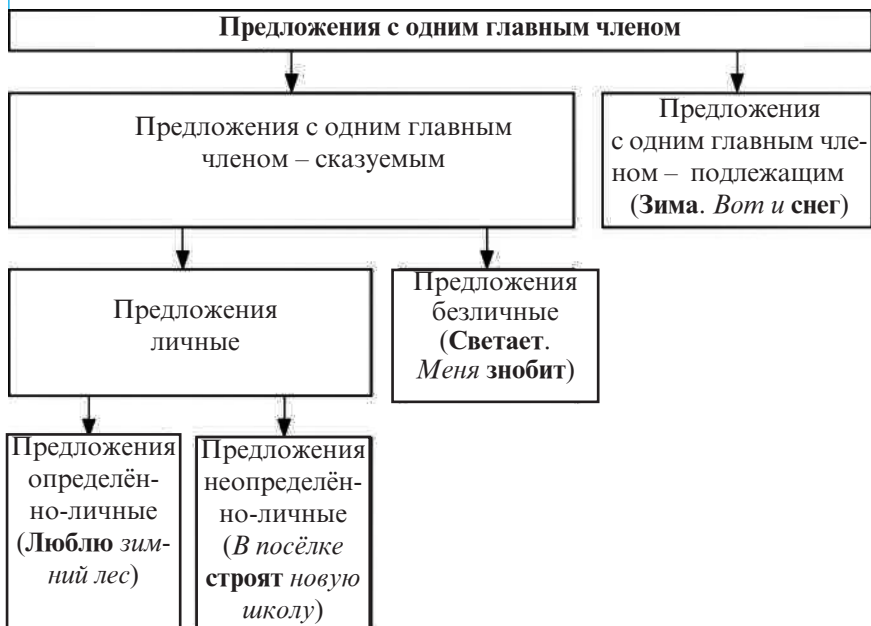 Предложения с одним главным членом
Предложения с одним главным
членом – сказуемым
Предложения
с одним главным чле-
ном – подлежащим
(Зима. Вот и снег)
Предложения
личные
Предложения
безличные
(Светает.
Меня знобит)
Предложения
определён-
но-личные
(Люблю зим-
ний лес)
Предложения
неопределён-
но-личные
(В посёлке
строят новую
школу)